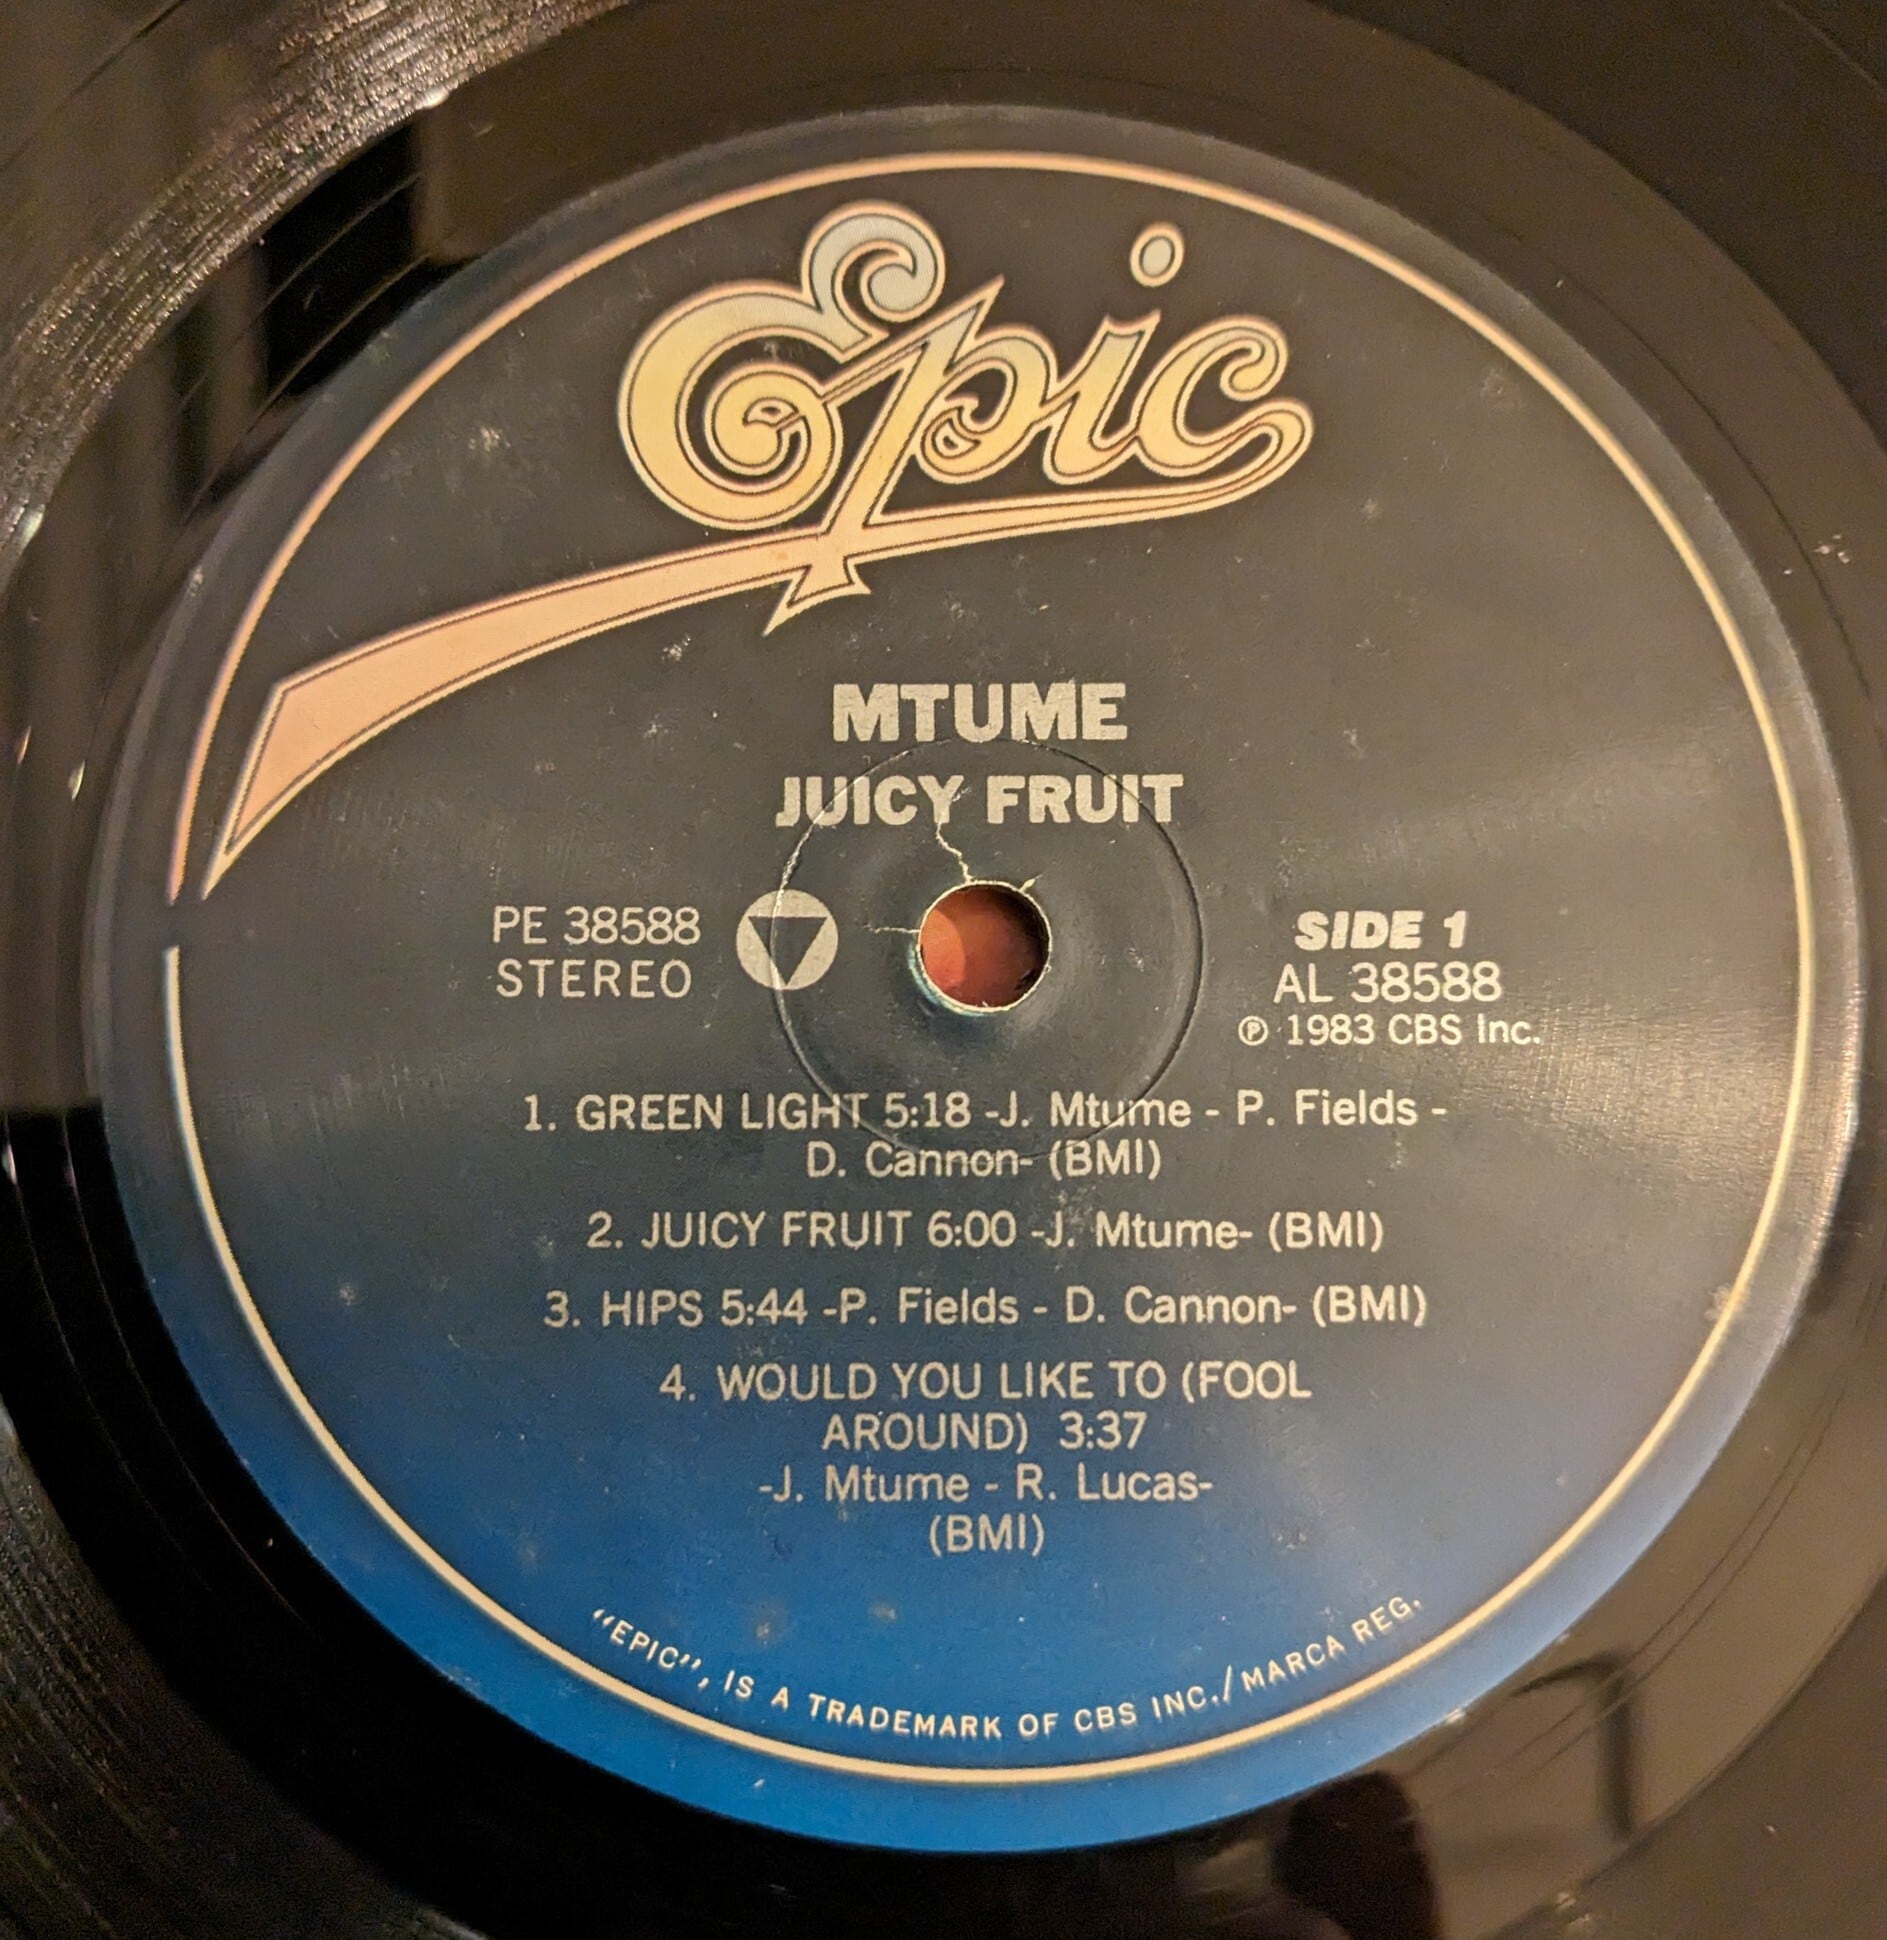 Epic
MTUME
JUICY FRUIT
PE 38588
STEREO
SIDE 1
AL 38588
℗ 1983 CBS Inc.
1. GREEN LIGHT 5:18 -J. Mtume - P. Fields -
D. Cannon- (BMI)
2. JUICY FRUIT 6:00 -J. Mtume- (BMI)
3. HIPS 5:44 -P. Fields - D. Cannon- (BMI)
4. WOULD YOU LIKE TO (FOOL
AROUND) 3:37
-J. Mtume - R. Lucas-
(BMI)
"EPIC", IS A TRADEMARK OF CBS INC./MARCA REG.